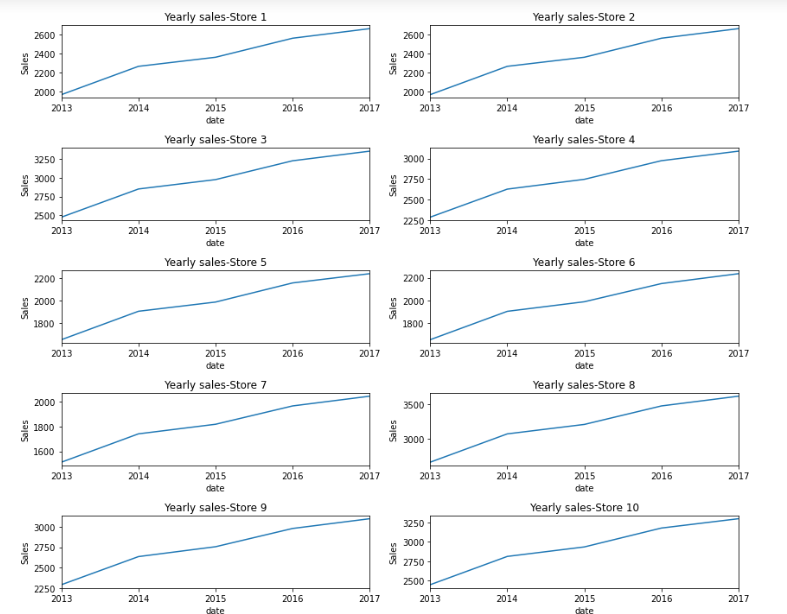 Yearly sales-Store 1
2600
2400
2200
2000
Sales
2013 2014 2015 2016 2017
date
Yearly sales-Store 2
2600
2400
2200
2000
Sales
2013 2014 2015 2016 2017
date
Yearly sales-Store 3
3250
3000
2750
2500
Sales
2013 2014 2015 2016 2017
date
Yearly sales-Store 4
3000
2750
2500
2250
Sales
2013 2014 2015 2016 2017
date
Yearly sales-Store 5
2200
2000
1800
Sales
2013 2014 2015 2016 2017
date
Yearly sales-Store 6
2200
2000
1800
Sales
2013 2014 2015 2016 2017
date
Yearly sales-Store 7
2000
1800
1600
Sales
2013 2014 2015 2016 2017
date
Yearly sales-Store 8
3500
3000
Sales
2013 2014 2015 2016 2017
date
Yearly sales-Store 9
3000
2750
2500
2250
Sales
2013 2014 2015 2016 2017
date
Yearly sales-Store 10
3250
3000
2750
2500
Sales
2013 2014 2015 2016 2017
date